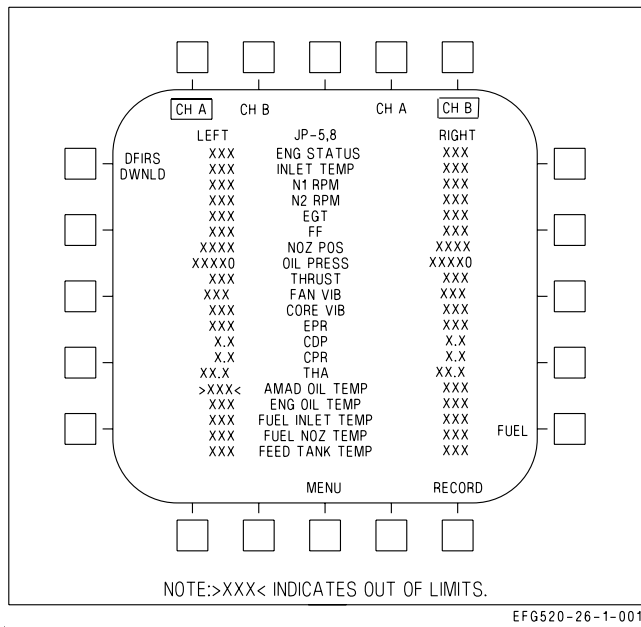 CH A CH B CH A CH B
LEFT JP-5,8 RIGHT
DFIRS
DWNLD
XXX ENG STATUS XXX
XXX INLET TEMP XXX
XXX N1 RPM XXX
XXX N2 RPM XXX
XXX EGT XXX
XXX FF XXX
XXXX NOZ POS XXXX
XXXX0 OIL PRESS XXXX0
XXX THRUST XXX
XXX FAN VIB XXX
XXX CORE VIB XXX
XXX EPR XXX
X.X CDP X.X
X.X CPR X.X
XX.X THA XX.X
>XXX< AMAD OIL TEMP XXX
XXX ENG OIL TEMP XXX
XXX FUEL INLET TEMP XXX
XXX FUEL NOZ TEMP XXX
XXX FEED TANK TEMP XXX
FUEL
MENU RECORD
NOTE:>XXX< INDICATES OUT OF LIMITS.
EFG520-26-1-001